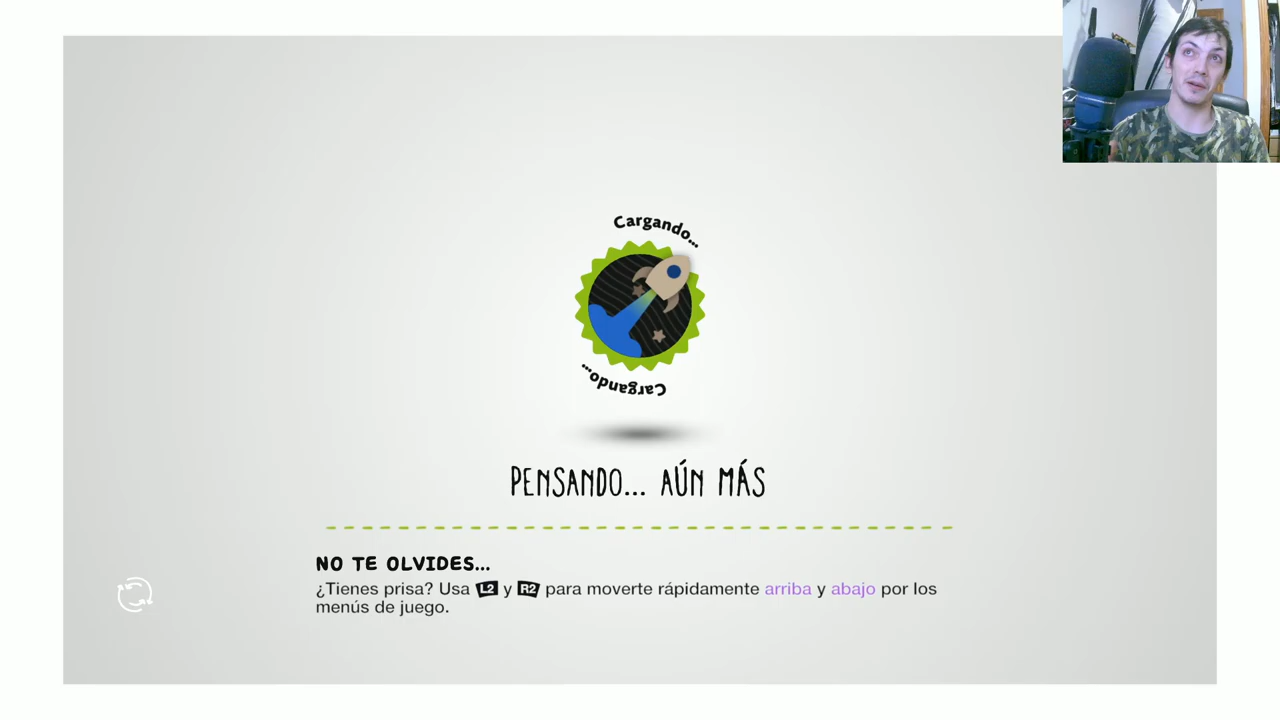 Cargando...
Cargando...
PENSANDO... AÚN MÁS
NO TE OLVIDES...
¿Tienes prisa? Usa L2 y R2 para moverte rápidamente arriba y abajo por los
menús de juego.